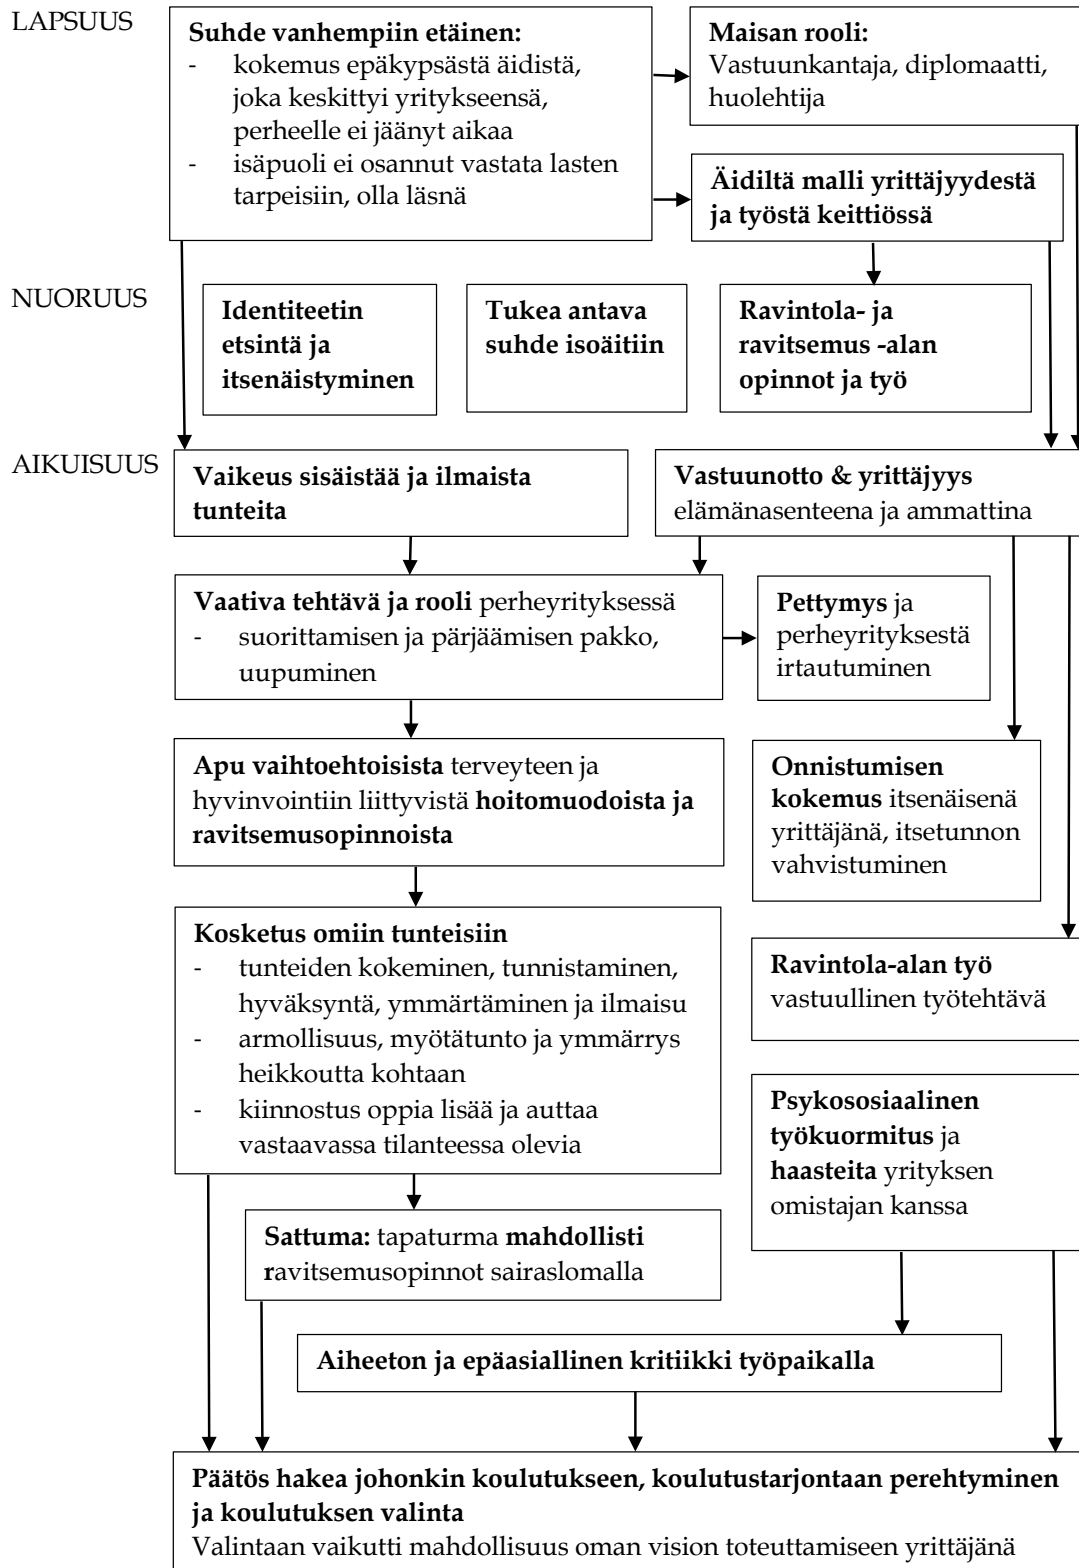 LAPSUUS
Suhde vanhempiin etäinen:
- kokemus epäkypsästä äidistä,
joka keskittyi yritykseensä,
perheelle ei jäänyt aikaa
- isäpuoli ei osannut vastata lasten
tarpeisiin, olla läsnä
Maisan rooli:
Vastuunkantaja, diplomaatti,
huolehtija
Äidiltä malli yrittäjyydestä
ja työstä keittiössä
NUORUUS
Identiteetin
etsintä ja
itsenäistyminen
Tukea antava
suhde isoäitiin
Ravintola- ja
ravitsemus -alan
opinnot ja työ
AIKUISUUS
Vaikeus sisäistää ja ilmaista
tunteita
Vastuunotto & yrittäjyys
elämänasenteena ja ammattina
Vaativa tehtävä ja rooli perheyrityksessä
- suorittamisen ja pärjäämisen pakko,
uupuminen
Pettymys ja
perheyrityksestä
irtautuminen
Apu vaihtoehtoisista terveyteen ja
hyvinvointiin liittyvistä hoitomuodoista ja
ravitsemusopinnoista
Onnistumisen
kokemus itsenäisenä
yrittäjänä, itsetunnon
vahvistuminen
Kosketus omiin tunteisiin
- tunteiden kokeminen, tunnistaminen,
hyväksyntä, ymmärtäminen ja ilmaisu
- armollisuus, myötätunto ja ymmärrys
heikkoutta kohtaan
- kiinnostus oppia lisää ja auttaa
vastaavassa tilanteessa olevia
Ravintola-alan työ
vastuullinen työtehtävä
Psykososiaalinen
työkuormitus ja
haasteita yrityksen
omistajan kanssa
Sattuma: tapaturma mahdollisti
ravitsemusopinnot sairaslomalla
Aiheeton ja epäasiallinen kritiikki työpaikalla
Päätös hakea johonkin koulutukseen, koulutustarjontaan perehtyminen
ja koulutuksen valinta
Valintaan vaikutti mahdollisuus oman vision toteuttamiseen yrittäjänä